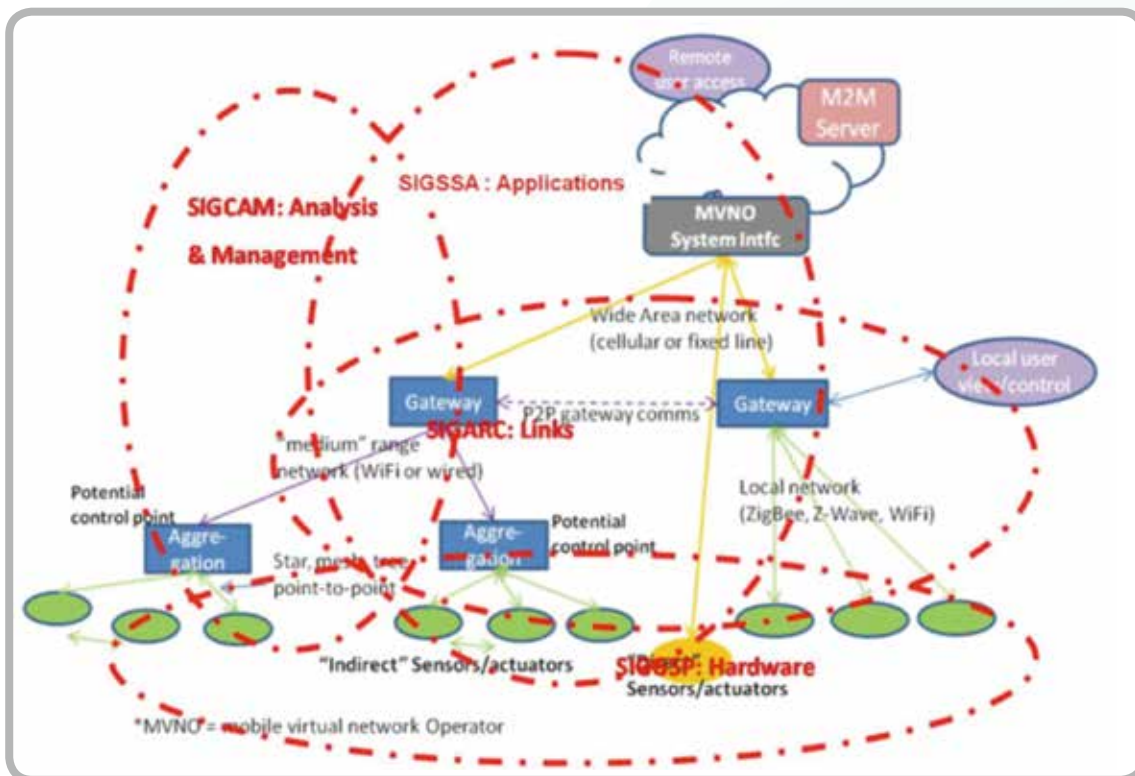 Remote
user access
M2M
Server
SIGSSA : Applications
SIGCAM: Analysis
& Management
MVNO
System Intfc
Wide Area network
(cellular or fixed line)
Local user
view/control
Gateway
Gateway
P2P gateway comms
SIGARC: Links
"medium" range
network (WiFi or wired)
Local network
(ZigBee, Z-Wave, WiFi)
Potential
control point
Potential
control point
Aggre-
gation
Aggre-
gation
Star, mesh, tree,
point-to-point
"Indirect" Sensors/actuators
Hardware
Sensors/actuators
*MVNO = mobile virtual network Operator